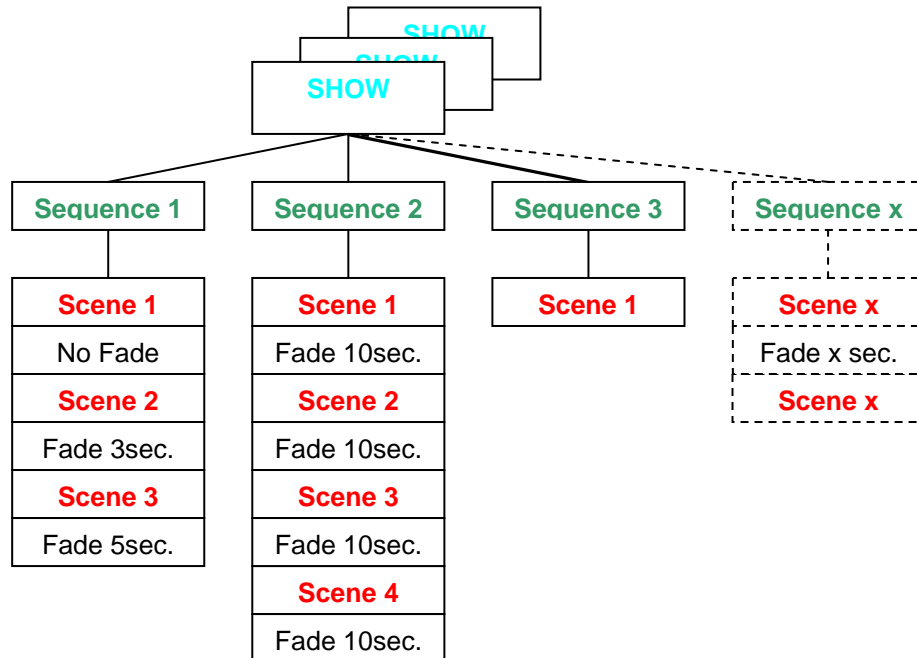 SHOW
SHOW
SHOW
Sequence 1
Sequence 2
Sequence 3
Sequence x
Scene 1
No Fade
Scene 2
Fade 3sec.
Scene 3
Fade 5sec.
Scene 1
Fade 10sec.
Scene 2
Fade 10sec.
Scene 3
Fade 10sec.
Scene 4
Fade 10sec.
Scene 1
Scene x
Fade x sec.
Scene x